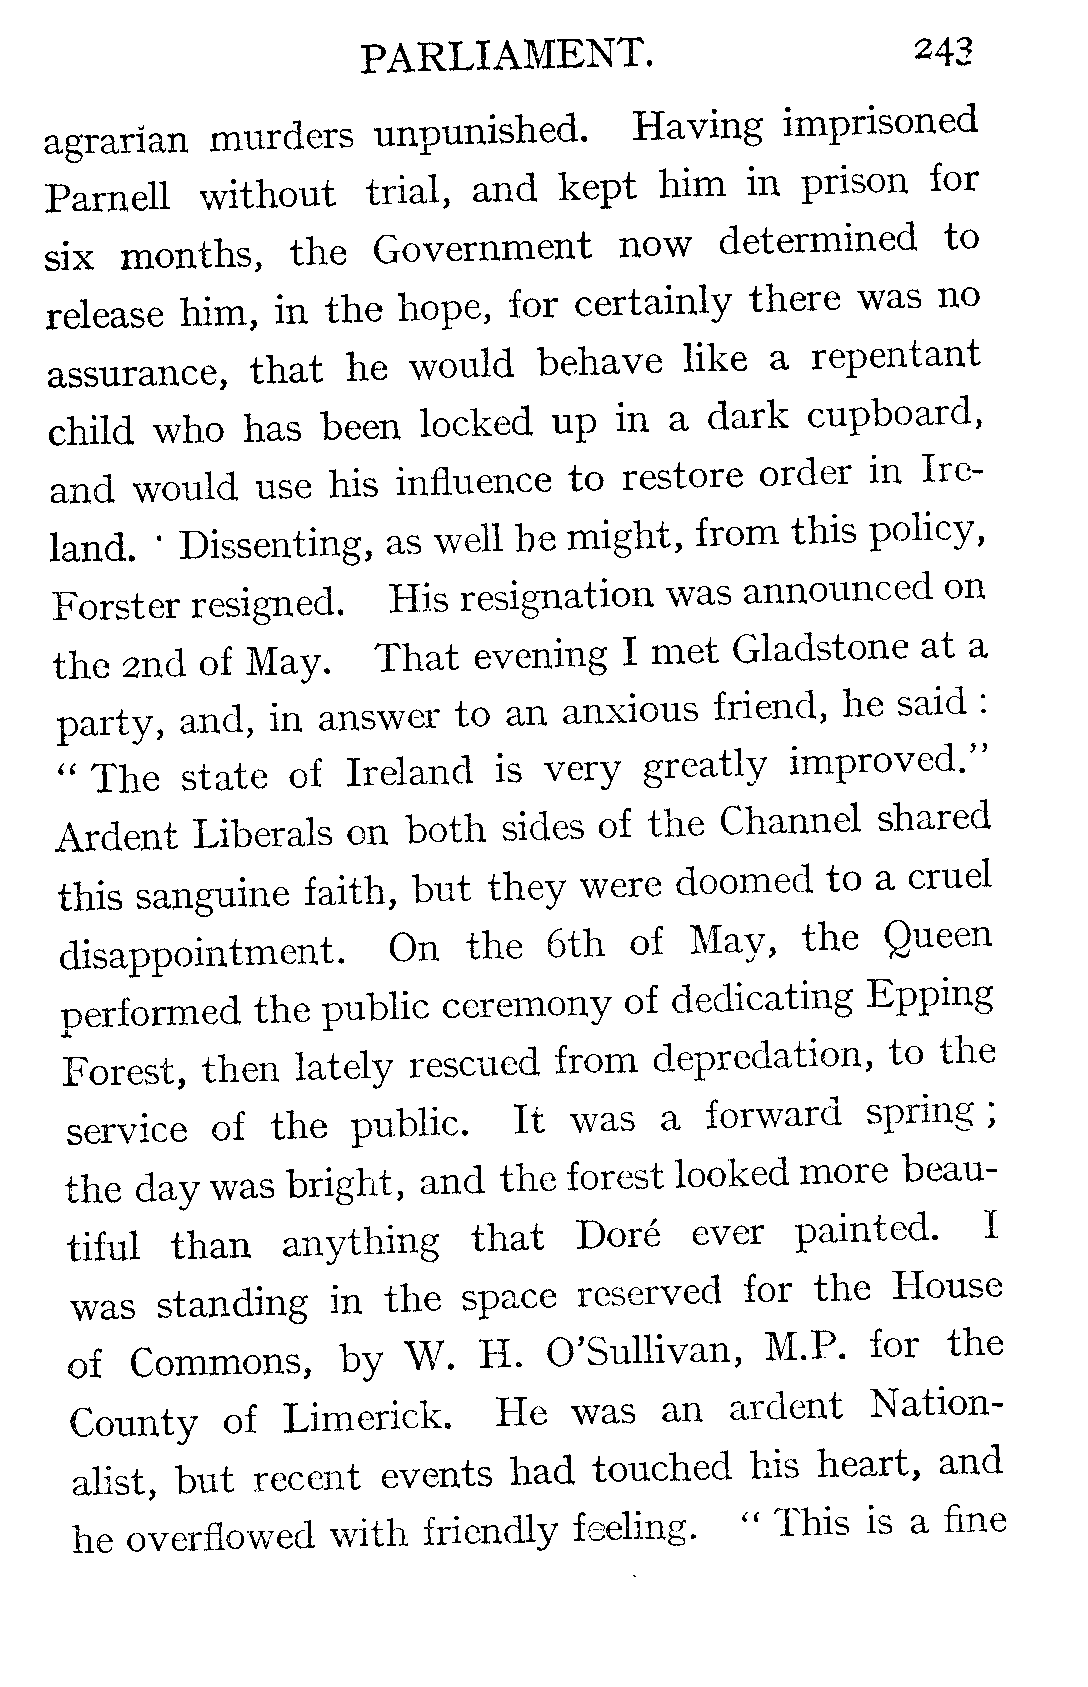 PARLIAMENT. 243
agrarian murders unpunished. Having imprisoned
Parnell without trial, and kept him in prison for
six months, the Government now determined to
release him, in the hope, for certainly there was no
assurance, that he would behave like a repentant
child who has been locked up in a dark cupboard,
and would use his influence to restore order in Ire-
land. Dissenting, as well he might, from this policy,
Forster resigned. His resignation was announced on
the 2nd of May. That evening I met Gladstone at a
party, and, in answer to an anxious friend, he said :
“ The state of Ireland is very greatly improved.”
Ardent Liberals on both sides of the Channel shared
this sanguine faith, but they were doomed to a cruel
disappointment. On the 6th of May, the Queen
performed the public ceremony of dedicating Epping
Forest, then lately rescued from depredation, to the
service of the public. It was a forward spring ;
the day was bright, and the forest looked more beau-
tiful than anything that Doré ever painted. I
was standing in the space reserved for the House
of Commons, by W. H. O’Sullivan, M.P. for the
County of Limerick. He was an ardent Nation-
alist, but recent events had touched his heart, and
he overflowed with friendly feeling. “ This is a fine